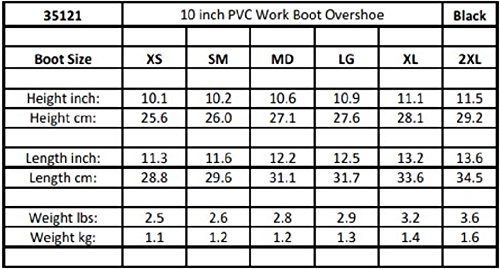 35121 10 inch PVC Work Boot Overshoe Black
Boot Size XS SM MD LG XL 2XL
Height inch: 10.1 10.2 10.6 10.9 11.1 11.5
Height cm: 25.6 26.0 27.1 27.6 28.1 29.2
Length inch: 11.3 11.6 12.2 12.5 13.2 13.6
Length cm: 28.8 29.6 31.1 31.7 33.6 34.5
Weight lbs: 2.5 2.6 2.8 2.9 3.2 3.6
Weight kg: 1.1 1.2 1.2 1.3 1.4 1.6